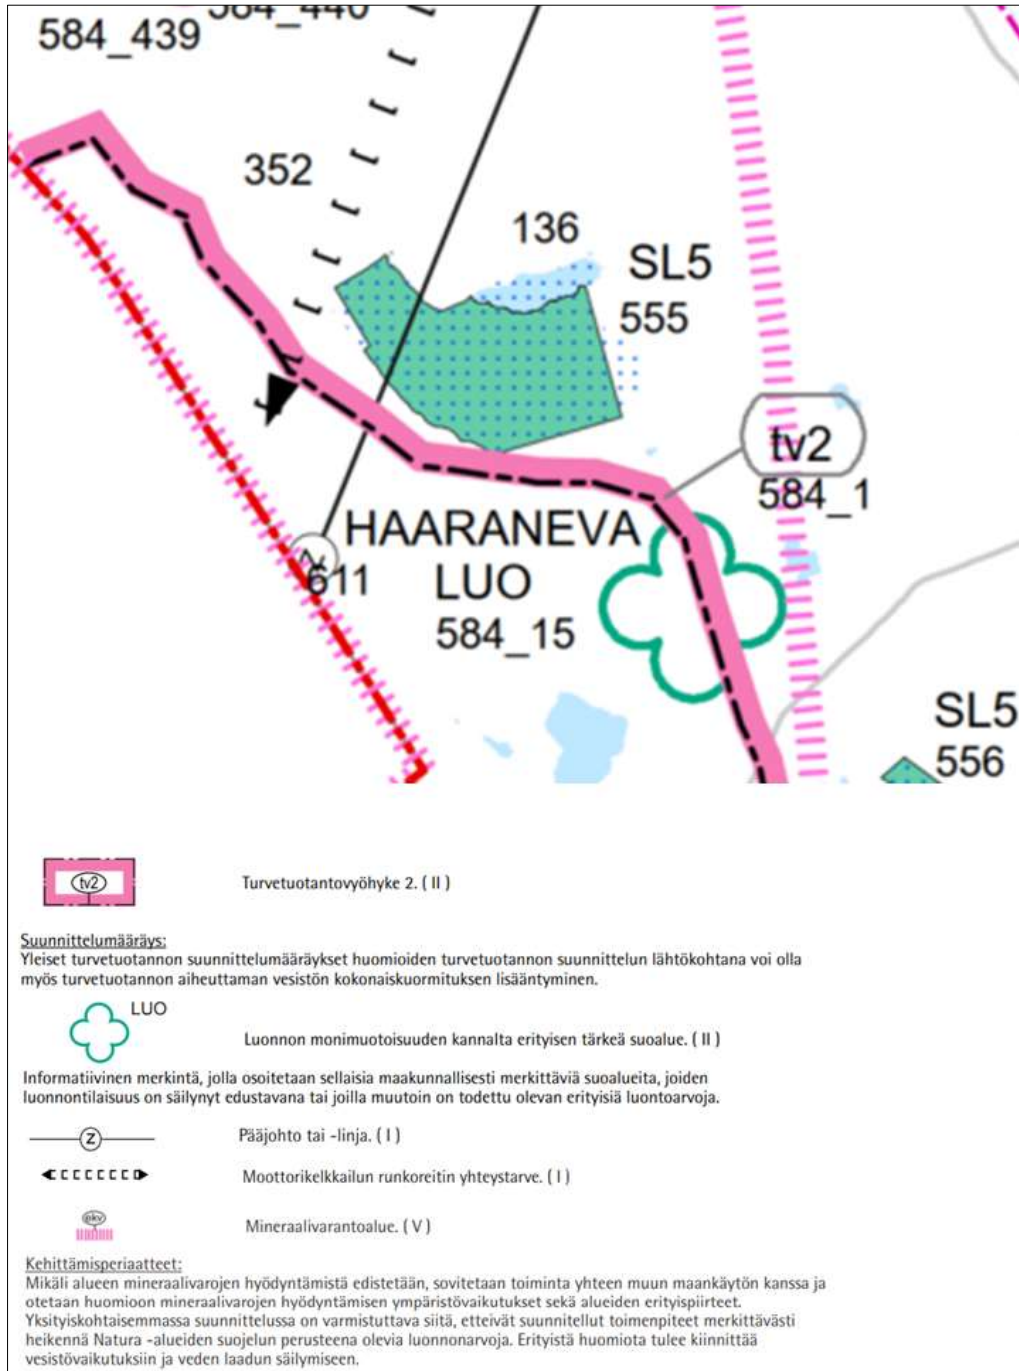 584_440
584_439
352
136
SL5
555
tv2
584_1
HAARANEVA
LUO
584_15
Z
611
SL5
556
tv2
Turvetuotantovyöhyke 2. ( II )
Suunnittelumääräys:
Yleiset turvetuotannon suunnittelumääräykset huomioiden turvetuotannon suunnittelun lähtökohtana voi olla
myös turvetuotannon aiheuttaman vesistön kokonaiskuormituksen lisääntyminen.
LUO
Luonnon monimuotoisuuden kannalta erityisen tärkeä suoalue. ( II )
Informatiivinen merkintä, jolla osoitetaan sellaisia maakunnallisesti merkittäviä suoalueita, joiden
luonnontilaisuus on säilynyt edustavana tai joilla muutoin on todettu olevan erityisiä luontoarvoja.
Z
Pääjohto tai -linja. ( I )
Moottorikelkkailun runkoreitin yhteystarve. ( I )
ekv
Mineraalivarantoalue. ( V )
Kehittämisperiaatteet:
Mikäli alueen mineraalivarojen hyödyntämistä edistetään, sovitetaan toiminta yhteen muun maankäytön kanssa ja
otetaan huomioon mineraalivarojen hyödyntämisen ympäristövaikutukset sekä alueiden erityispiirteet.
Yksityiskohtaisemmassa suunnittelussa on varmistuttava siitä, etteivät suunnitellut toimenpiteet merkittävästi
heikennä Natura -alueiden suojelun perusteena olevia luonnonarvoja. Erityistä huomiota tulee kiinnittää
vesistövaikutuksiin ja veden laadun säilymiseen.